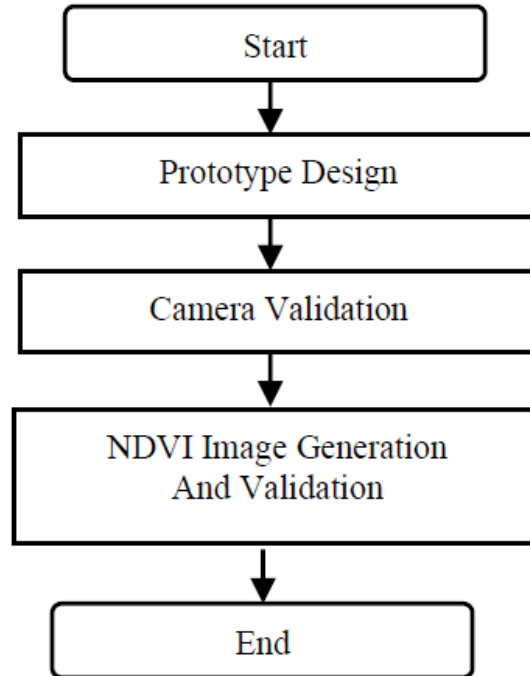 Start
Prototype Design
Camera Validation
NDVI Image Generation
And Validation
End